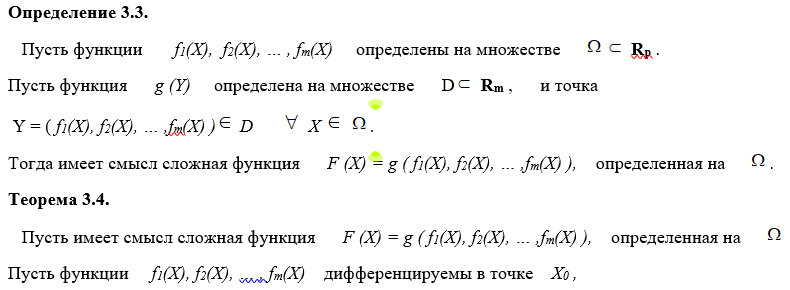 Определение 3.3.
Пусть функции f1(X), f2(X), … , fm(X) определены на множестве Ω ⊂ Rp .
Пусть функция g (Y) определена на множестве D⊂ Rm , и точка
Y = ( f1(X), f2(X), … ,fm(X) )∈ D ∀ X ∈ Ω .
Тогда имеет смысл сложная функция F (X) = g ( f1(X), f2(X), … ,fm(X) ), определенная на Ω .
Теорема 3.4.
Пусть имеет смысл сложная функция F (X) = g ( f1(X), f2(X), … ,fm(X) ), определенная на Ω
Пусть функции f1(X), f2(X), …, fm(X) дифференцируемы в точке X0 ,